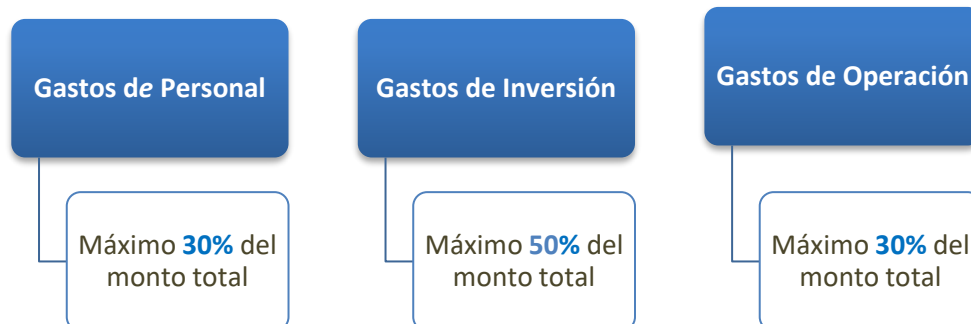 Gastos de Personal
Máximo 30% del
monto total
Gastos de Inversión
Máximo 50% del
monto total
Gastos de Operación
Máximo 30% del
monto total